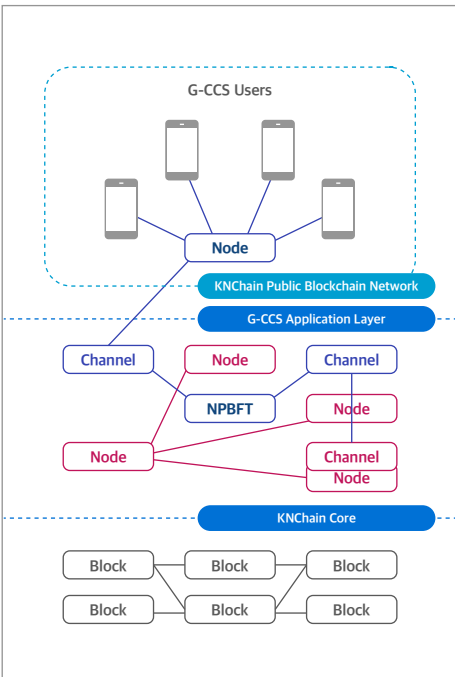 G-CCS Users
Node
KNChain Public Blockchain Network
G-CCS Application Layer
Channel
Node
Channel
NPBFT
Node
Node
Channel
Node
KNChain Core
Block
Block
Block
Block
Block
Block